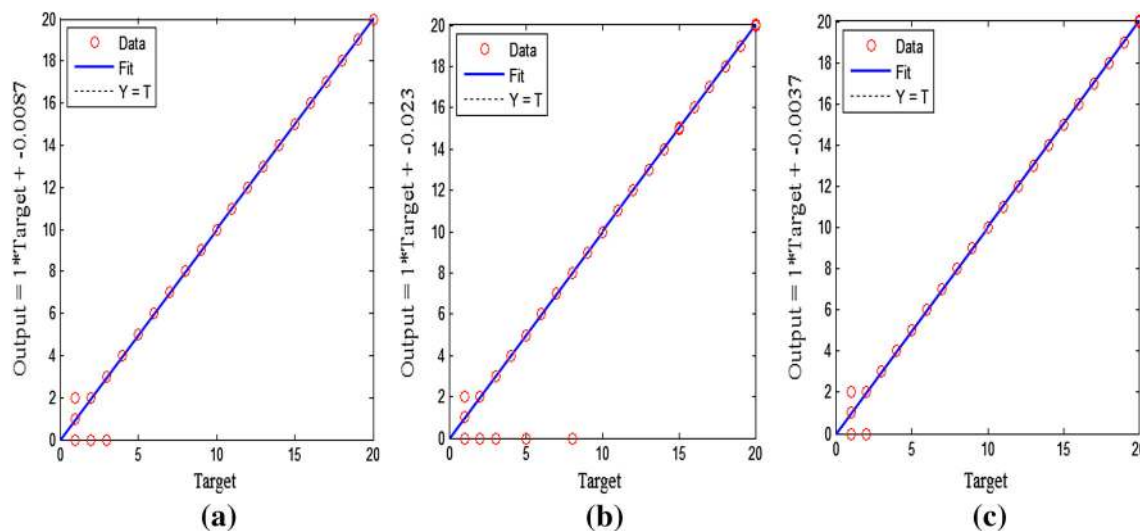 Output = 1*Target + -0.0087
20
18
16
14
12
10
8
6
4
2
0
Data
Fit
Y = T
0 5 10 15 20
Target
(a)
Output = 1*Target + -0.023
20
18
16
14
12
10
8
6
4
2
0
Data
Fit
Y = T
0 5 10 15 20
Target
(b)
Output = 1*Target + -0.0037
20
18
16
14
12
10
8
6
4
2
0
Data
Fit
Y = T
0 5 10 15 20
Target
(c)